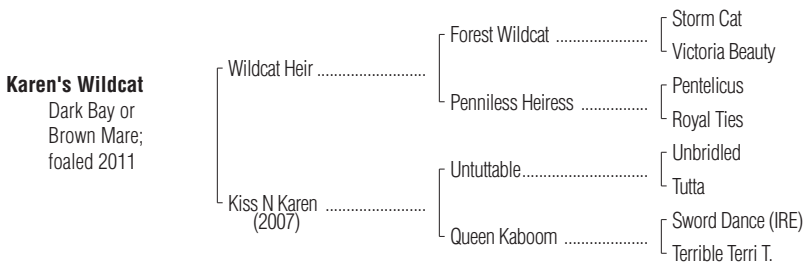 Karen's Wildcat
Dark Bay or
Brown Mare;
foaled 2011
Wildcat Heir ..........................
Kiss N Karen ........................
(2007)
Forest Wildcat ......................
Penniless Heiress ................
Untuttable..............................
Queen Kaboom ....................
Storm Cat
Victoria Beauty
Pentelicus
Royal Ties
Unbridled
Tutta
Sword Dance (IRE)
Terrible Terri T.